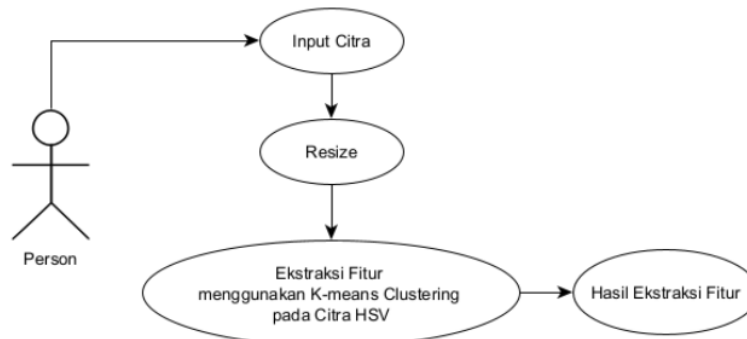 Input Citra
Resize
Person
Ekstraksi Fitur
menggunakan K-means Clustering
pada Citra HSV
Hasil Ekstraksi Fitur